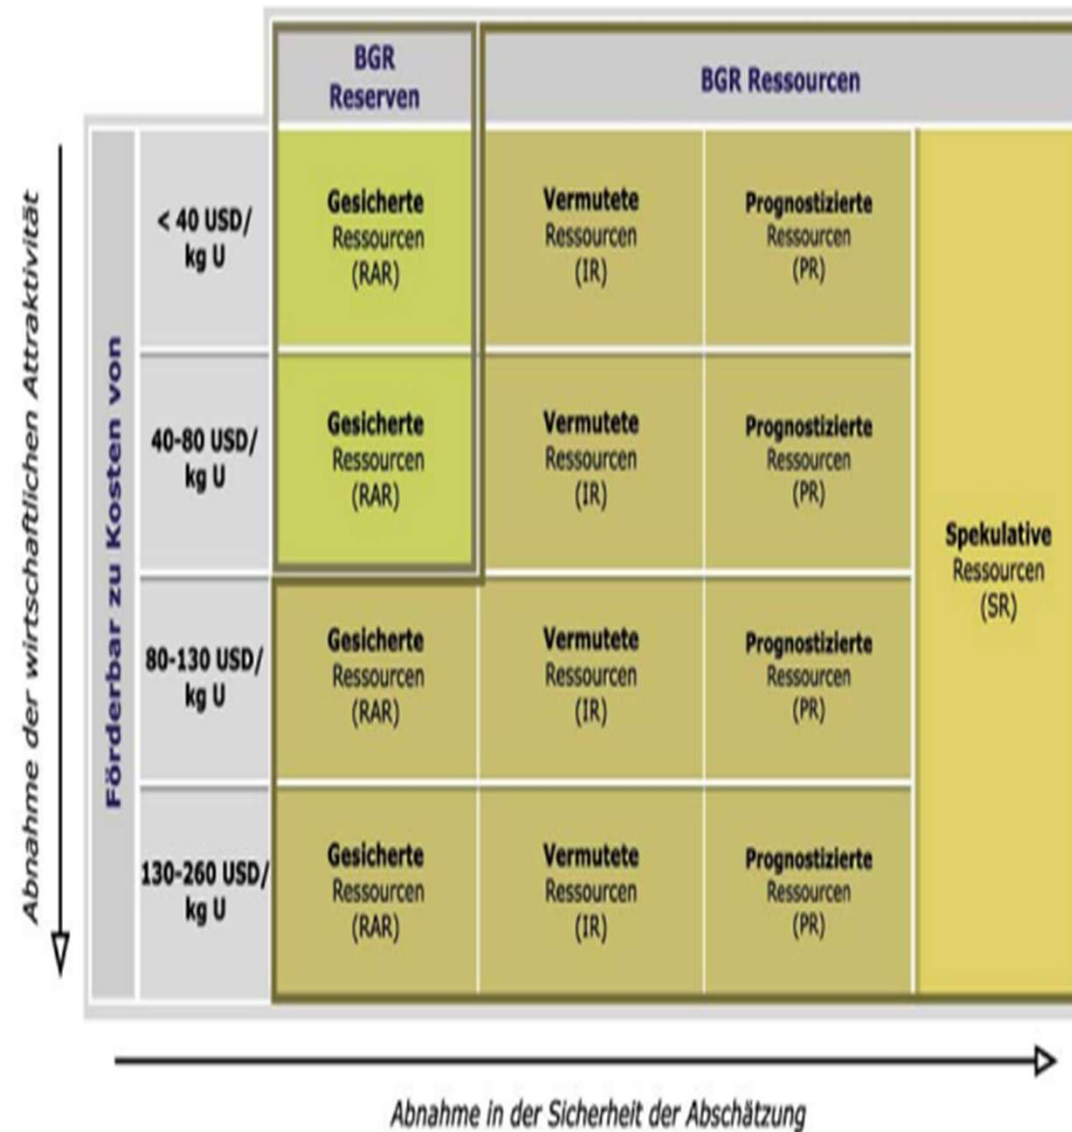 BGR
Reserven
BGR Ressourcen
Abnahme der wirtschaftlichen Attraktivität
Förderbar zu Kosten von
< 40 USD/
kg U
Gesicherte
Ressourcen
(RAR)
Vermutete
Ressourcen
(IR)
Prognostizierte
Ressourcen
(PR)
40-80 USD/
kg U
Gesicherte
Ressourcen
(RAR)
Vermutete
Ressourcen
(IR)
Prognostizierte
Ressourcen
(PR)
Spekulative
Ressourcen
(SR)
80-130 USD/
kg U
Gesicherte
Ressourcen
(RAR)
Vermutete
Ressourcen
(IR)
Prognostizierte
Ressourcen
(PR)
130-260 USD/
kg U
Gesicherte
Ressourcen
(RAR)
Vermutete
Ressourcen
(IR)
Prognostizierte
Ressourcen
(PR)
Abnahme in der Sicherheit der Abschätzung